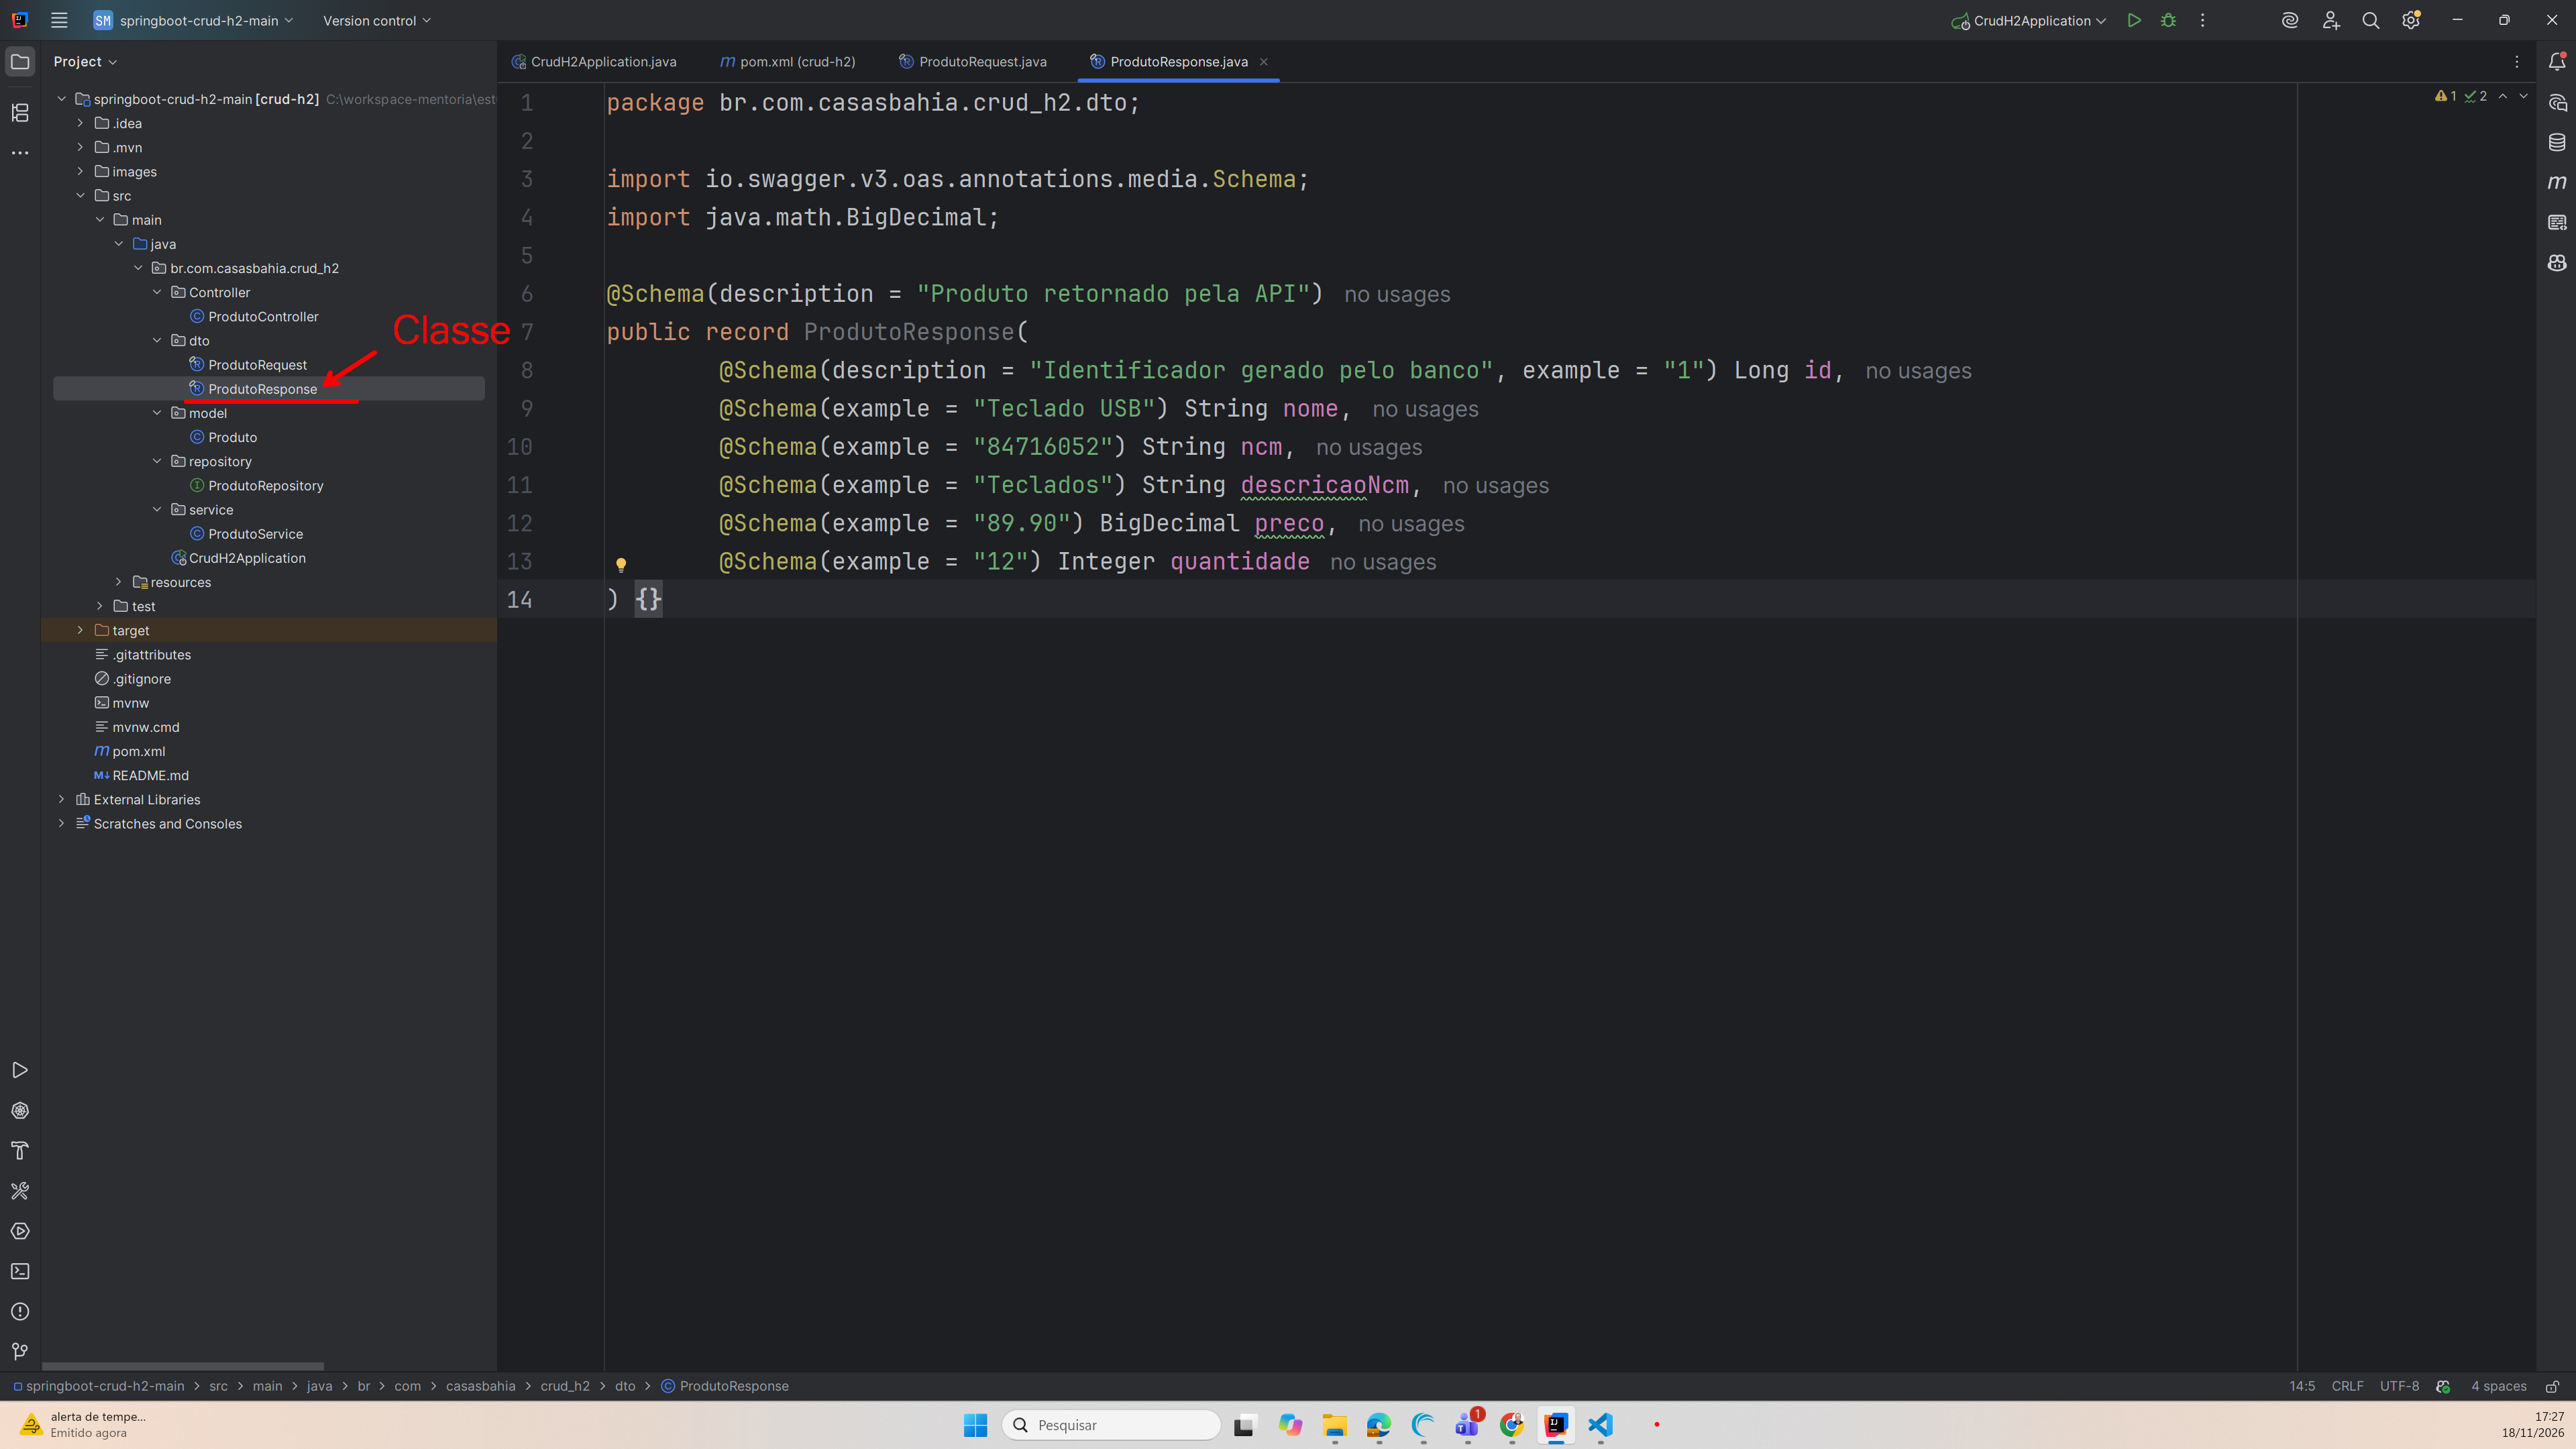 SM springboot-crud-h2-main Version control CrudH2Application
Project
springboot-crud-h2-main [crud-h2] C:\workspace-mentoria\est
.idea
.mvn
images
src
main
java
br.com.casasbahia.crud_h2
Controller
ProdutoController
dto
ProdutoRequest
ProdutoResponse
model
Produto
repository
ProdutoRepository
service
ProdutoService
CrudH2Application
resources
test
target
.gitattributes
.gitignore
mvnw
mvnw.cmd
pom.xml
README.md
External Libraries
Scratches and Consoles
Classe
CrudH2Application.java pom.xml (crud-h2) ProdutoRequest.java ProdutoResponse.java
1 2
1 package br.com.casasbahia.crud_h2.dto;
2
3 import io.swagger.v3.oas.annotations.media.Schema;
4 import java.math.BigDecimal;
5
6 @Schema(description = "Produto retornado pela API") no usages
7 public record ProdutoResponse(
8 @Schema(description = "Identificador gerado pelo banco", example = "1") Long id, no usages
9 @Schema(example = "Teclado USB") String nome, no usages
10 @Schema(example = "84716052") String ncm, no usages
11 @Schema(example = "Teclados") String descricaoNcm, no usages
12 @Schema(example = "89.90") BigDecimal preco, no usages
13 @Schema(example = "12") Integer quantidade no usages
14 ) {}
springboot-crud-h2-main > src > main > java > br > com > casasbahia > crud_h2 > dto > ProdutoResponse
14:5 CRLF UTF-8 4 spaces
alerta de tempe...
Emitido agora
Pesquisar
1
17:27
18/11/2026